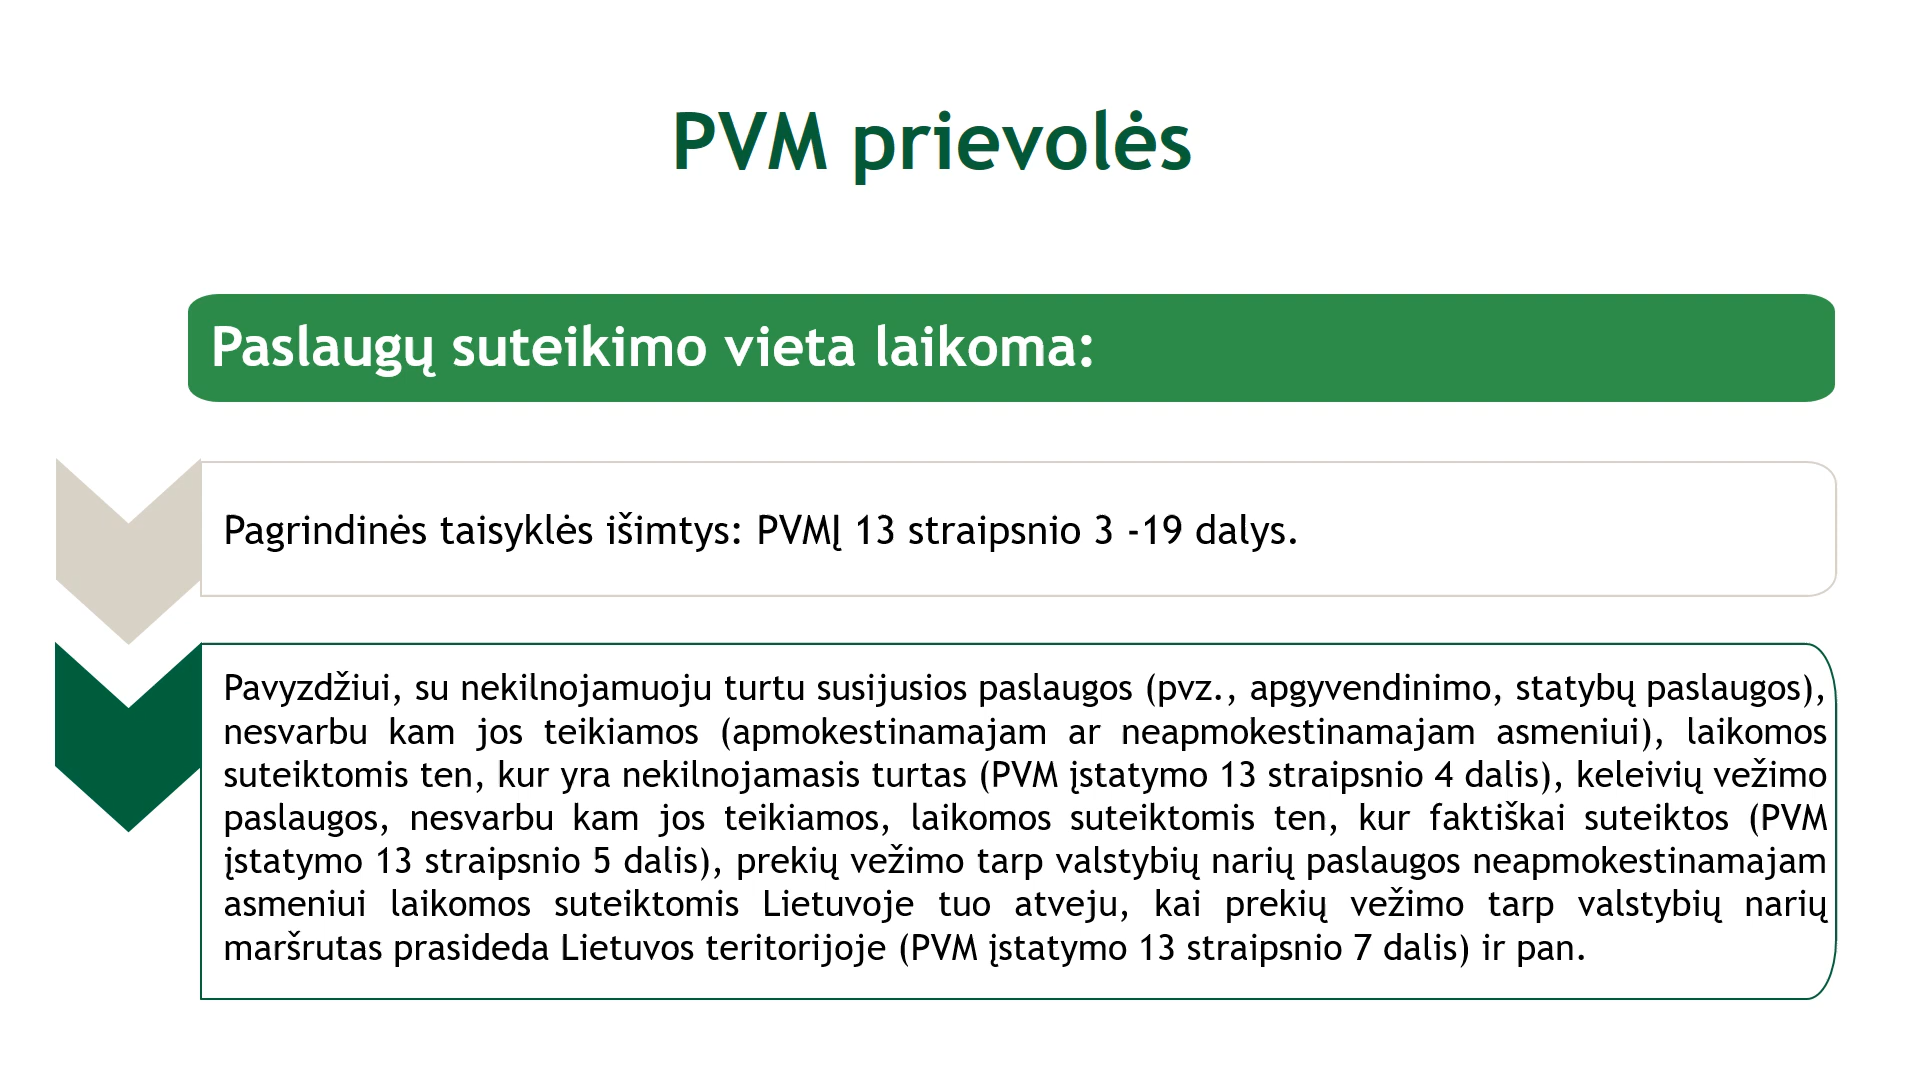 PVM prievolės
Paslaugų suteikimo vieta laikoma:
Pagrindinės taisyklės išimtys: PVMĮ 13 straipsnio 3 -19 dalys.
Pavyzdžiui, su nekilnojamuoju turtu susijusios paslaugos (pvz., apgyvendinimo, statybų paslaugos),
nesvarbu kam jos teikiamos (apmokestinamajam ar neapmokestinamajam asmeniui), laikomos
suteiktomis ten, kur yra nekilnojamasis turtas (PVM įstatymo 13 straipsnio 4 dalis), keleivių vežimo
paslaugos, nesvarbu kam jos teikiamos, laikomos suteiktomis ten, kur faktiškai suteiktos (PVM
įstatymo 13 straipsnio 5 dalis), prekių vežimo tarp valstybių narių paslaugos neapmokestinamajam
asmeniui laikomos suteiktomis Lietuvoje tuo atveju, kai prekių vežimo tarp valstybių narių
maršrutas prasideda Lietuvos teritorijoje (PVM įstatymo 13 straipsnio 7 dalis) ir pan.